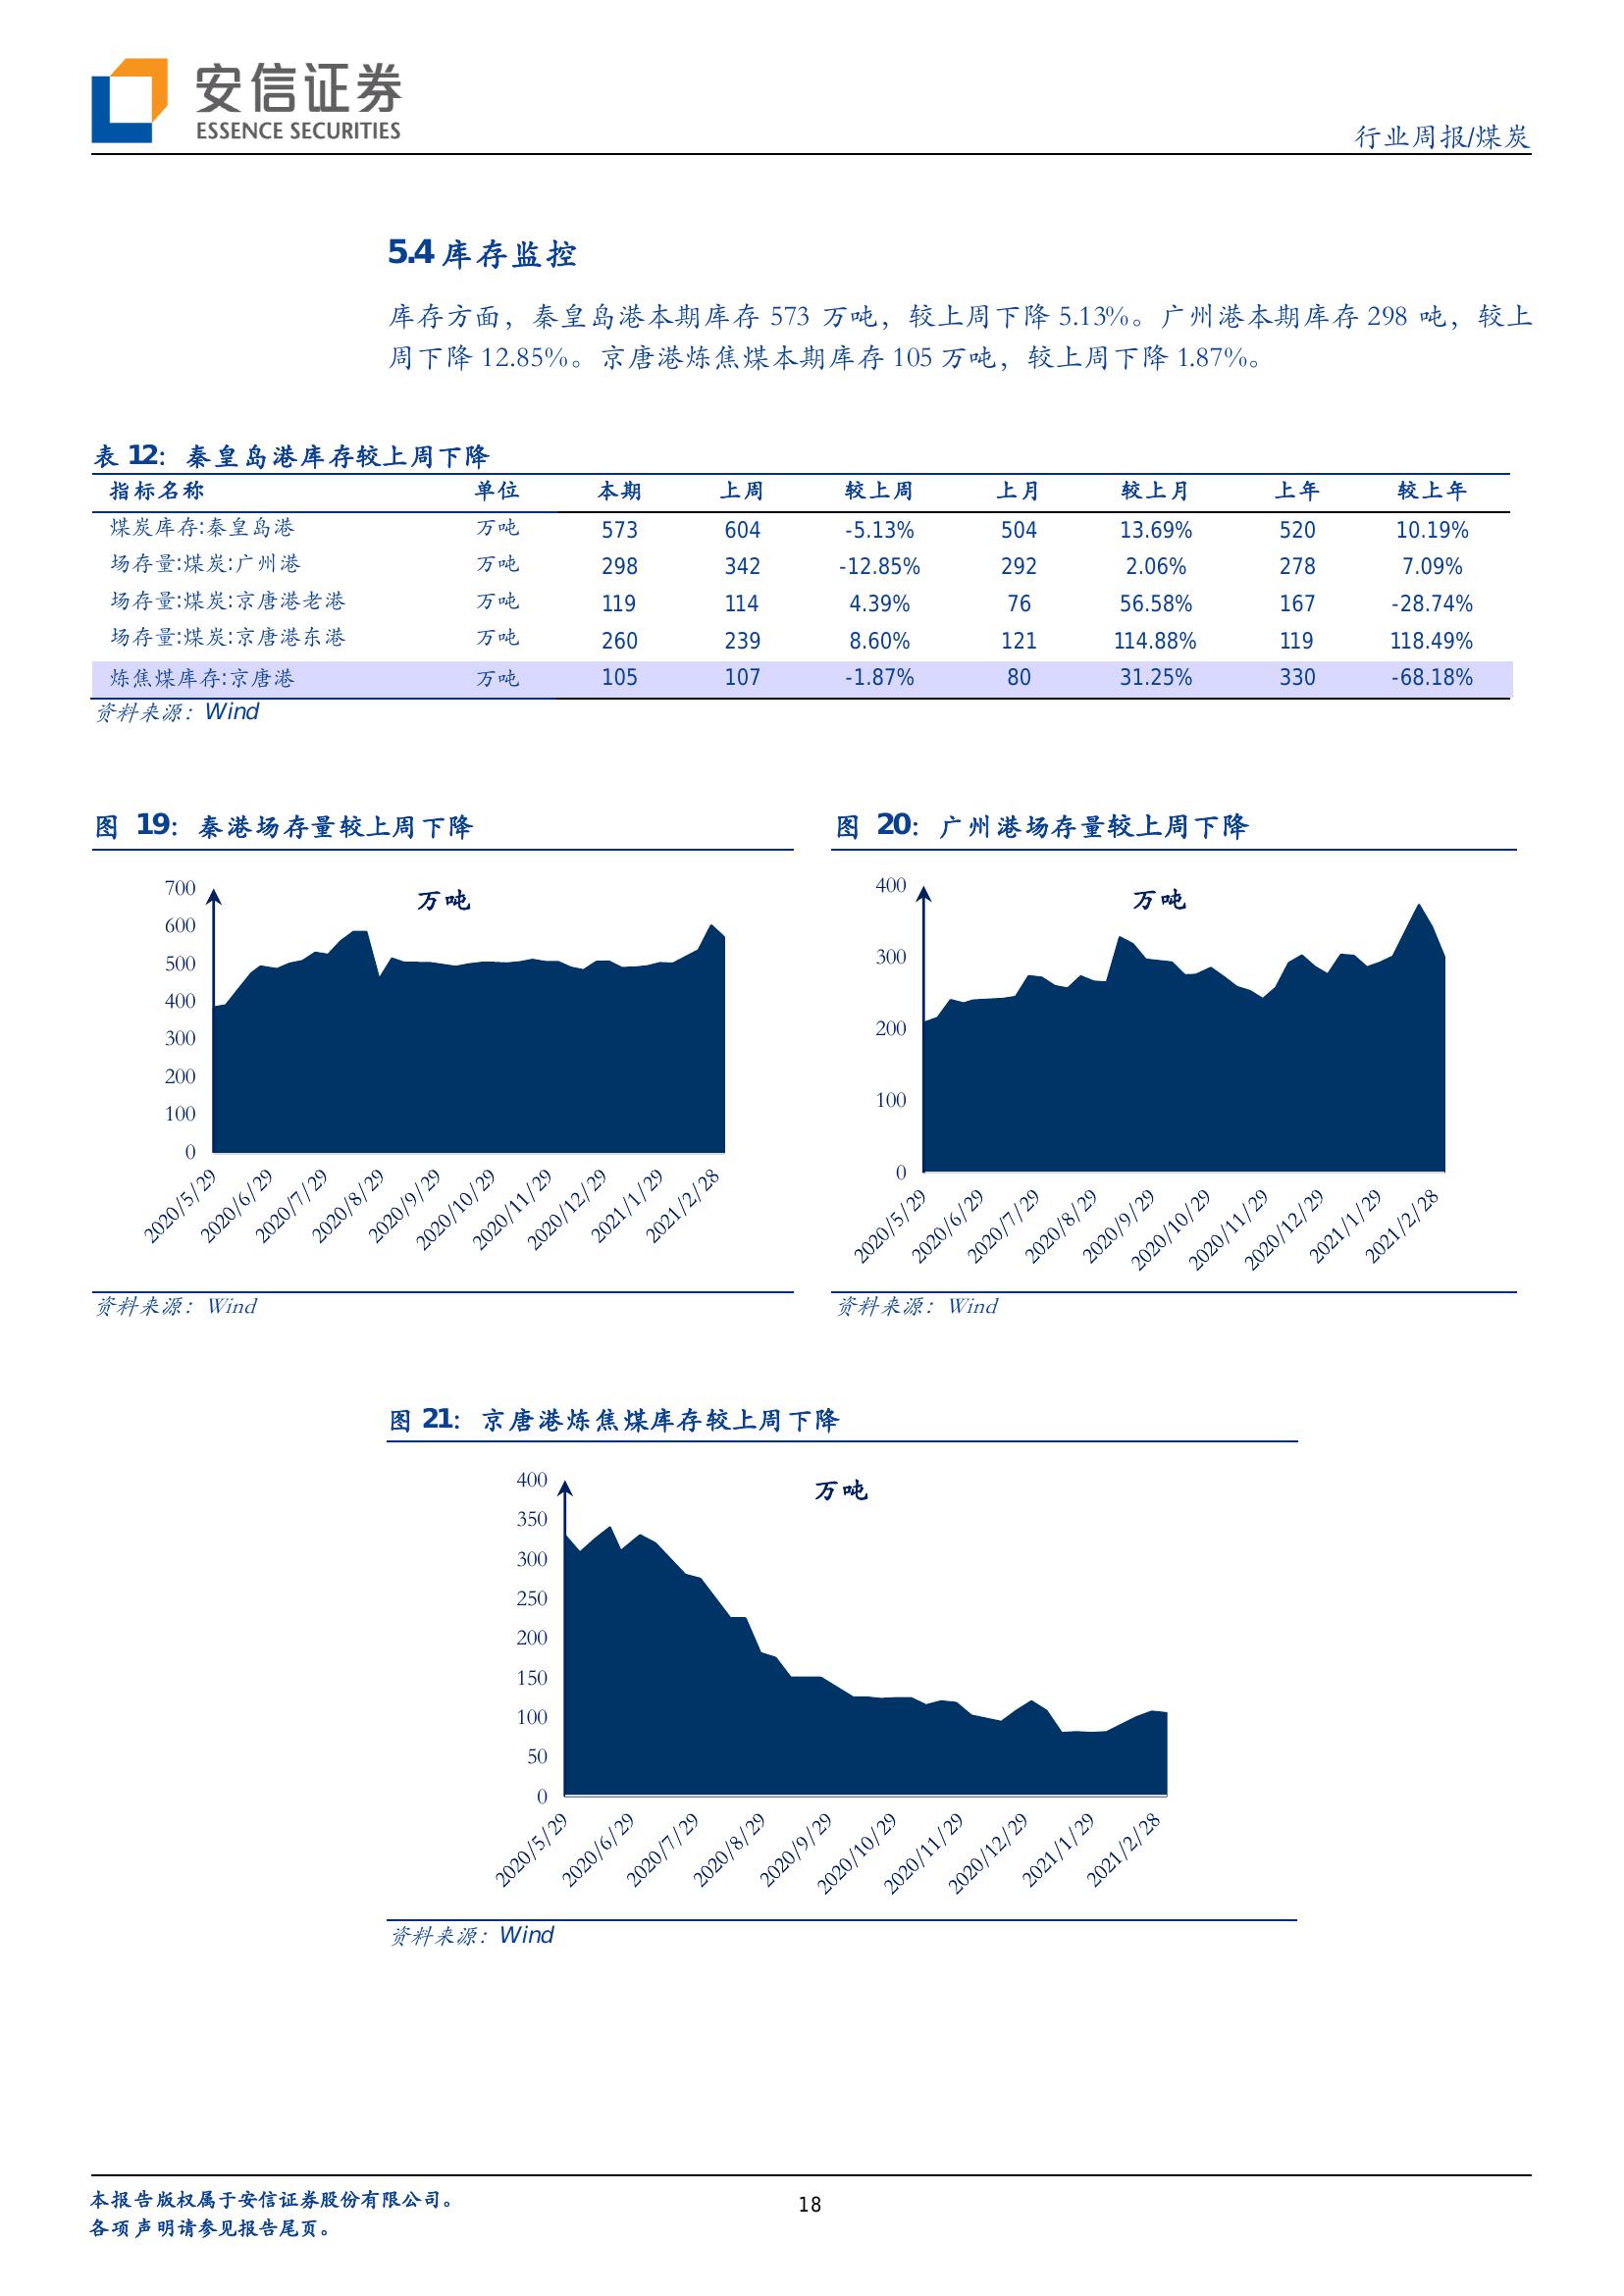 安信证券
ESSENCE SECURITIES
行业周报/煤炭
5.4 库存监控
库存方面，秦皇岛港本期库存 573 万吨，较上周下降 5.13%。广州港本期库存 298 吨，较上
周下降 12.85%。京唐港炼焦煤本期库存 105 万吨，较上周下降 1.87%。
表 12：秦皇岛港库存较上周下降
指标名称 单位 本期 上周 较上周 上月 较上月 上年 较上年
煤炭库存:秦皇岛港 万吨 573 604 -5.13% 504 13.69% 520 10.19%
场存量:煤炭:广州港 万吨 298 342 -12.85% 292 2.06% 278 7.09%
场存量:煤炭:京唐港老港 万吨 119 114 4.39% 76 56.58% 167 -28.74%
场存量:煤炭:京唐港东港 万吨 260 239 8.60% 121 114.88% 119 118.49%
炼焦煤库存:京唐港 万吨 105 107 -1.87% 80 31.25% 330 -68.18%
资料来源：Wind
图 19：秦港场存量较上周下降
万吨
700
600
500
400
300
200
100
0
2020/5/29 2020/6/29 2020/7/29 2020/8/29 2020/9/29 2020/10/29 2020/11/29 2020/12/29 2021/1/29 2021/2/28
资料来源：Wind
图 20：广州港场存量较上周下降
万吨
400
300
200
100
0
2020/5/29 2020/6/29 2020/7/29 2020/8/29 2020/9/29 2020/10/29 2020/11/29 2020/12/29 2021/1/29 2021/2/28
资料来源：Wind
图 21：京唐港炼焦煤库存较上周下降
万吨
400
350
300
250
200
150
100
50
0
2020/5/29 2020/6/29 2020/7/29 2020/8/29 2020/9/29 2020/10/29 2020/11/29 2020/12/29 2021/1/29 2021/2/28
资料来源：Wind
本报告版权属于安信证券股份有限公司。
各项声明请参见报告尾页。
18